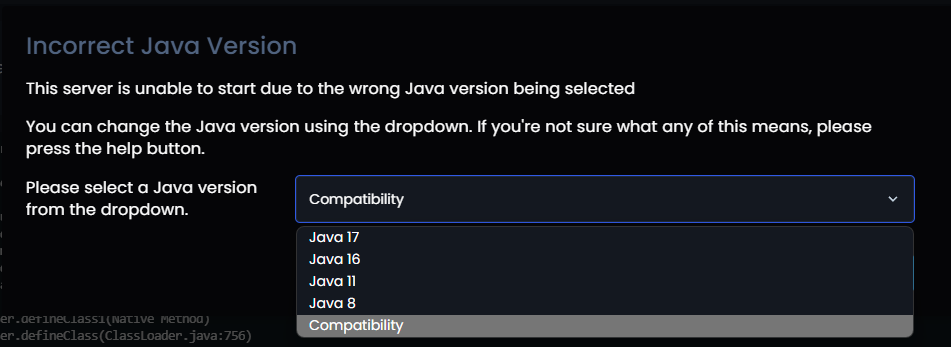 Incorrect Java Version
This server is unable to start due to the wrong Java version being selected
You can change the Java version using the dropdown. If you're not sure what any of this means, please
press the help button.
Please select a Java version
from the dropdown.
Compatibility
Java 17
Java 16
Java 11
Java 8
Compatibility
er.defineClass1(Native Method)
er.defineClass(ClassLoader.java:756)